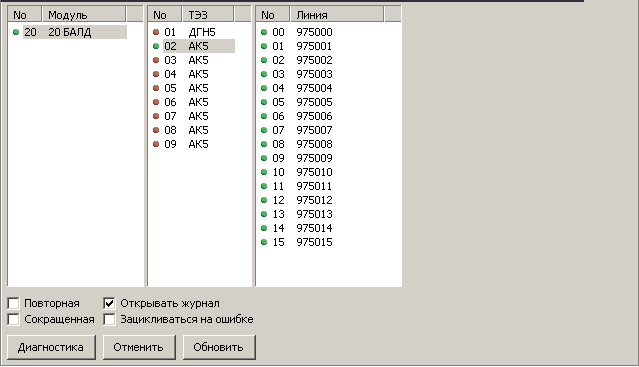 No Модуль No ТЭЗ No Линия
20 20 БАЛД 01 ДГН5 00 975000
02 АК5 01 975001
03 АК5 02 975002
04 АК5 03 975003
05 АК5 04 975004
06 АК5 05 975005
07 АК5 06 975006
08 АК5 07 975007
09 АК5 08 975008
09 975009
10 975010
11 975011
12 975012
13 975013
14 975014
15 975015
Повторная Открывать журнал
Сокращенная Зацикливаться на ошибке
Диагностика Отменить Обновить